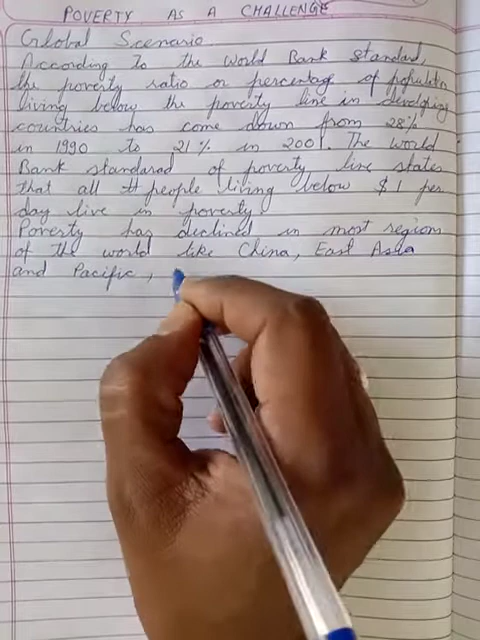 POVERTY AS A CHALLENGE
Global Scenario
According to the World Bank standard,
the poverty ratio or percentage of population
living below the poverty line in developing
countries has come down from 28%
in 1990 to 21% in 2001. The world
Bank standarad of poverty line states
that all people living below $1 per
day live in poverty.
Poverty has declined in most regions
of the world like China, East Asia
and Pacific,